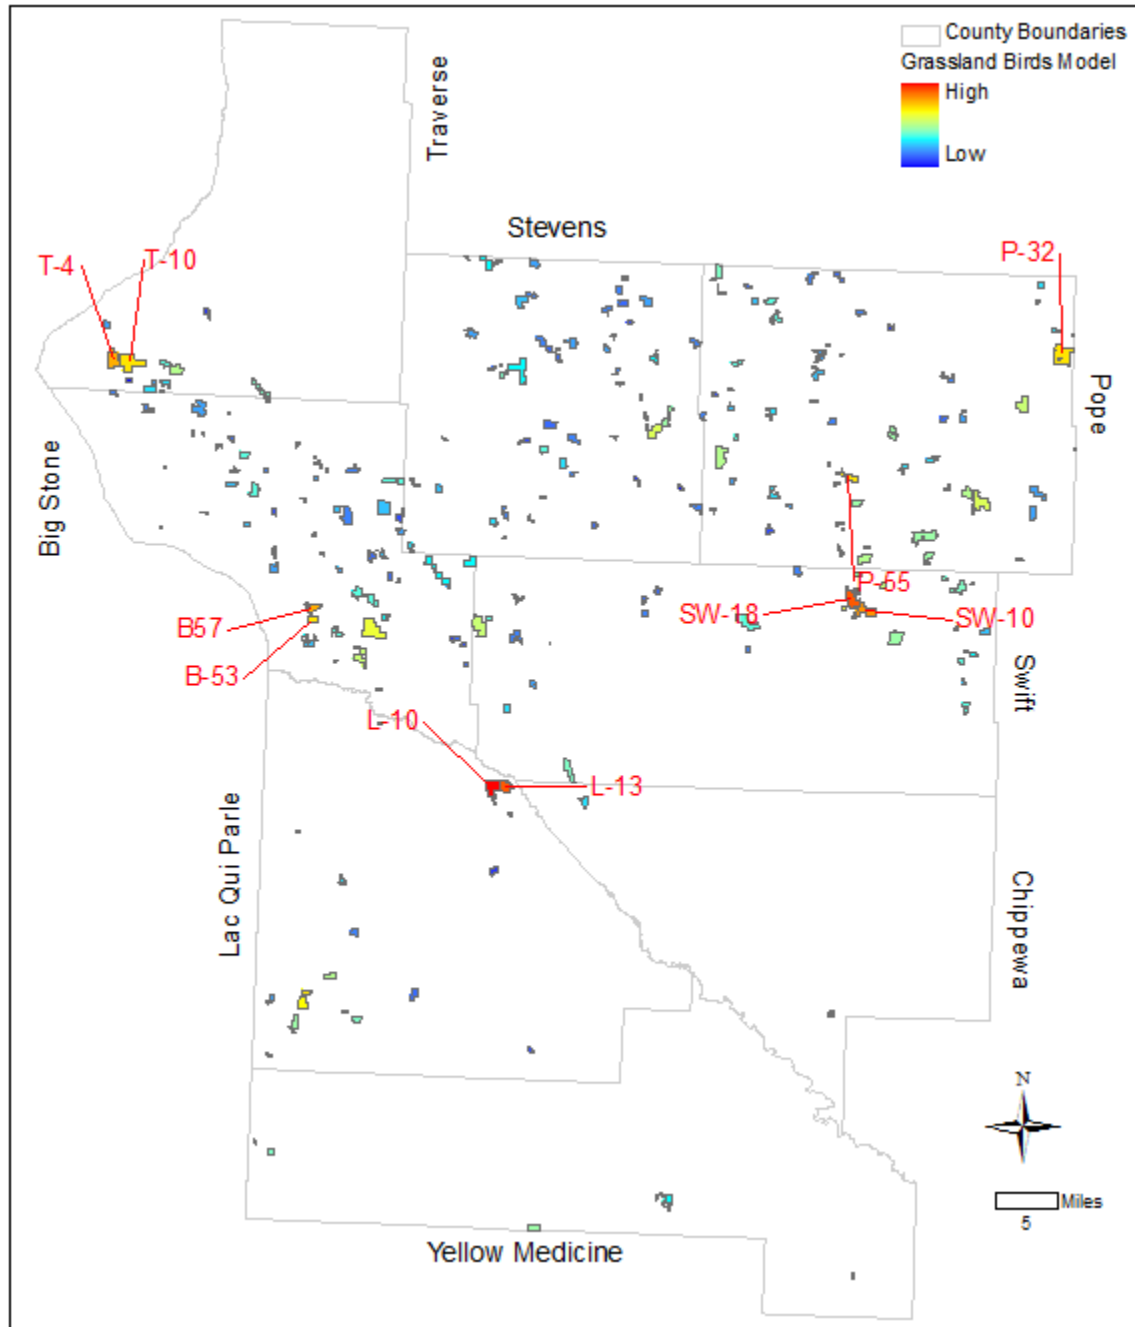 County Boundaries
Grassland Birds Model
High
Low
Traverse
Stevens
T-4
T-10
P-32
Pope
Big Stone
P-65
SW-18
SW-10
B57
B-53
Swift
L-10
L-13
Lac Qui Parle
Chippewa
N
Miles
5
Yellow Medicine